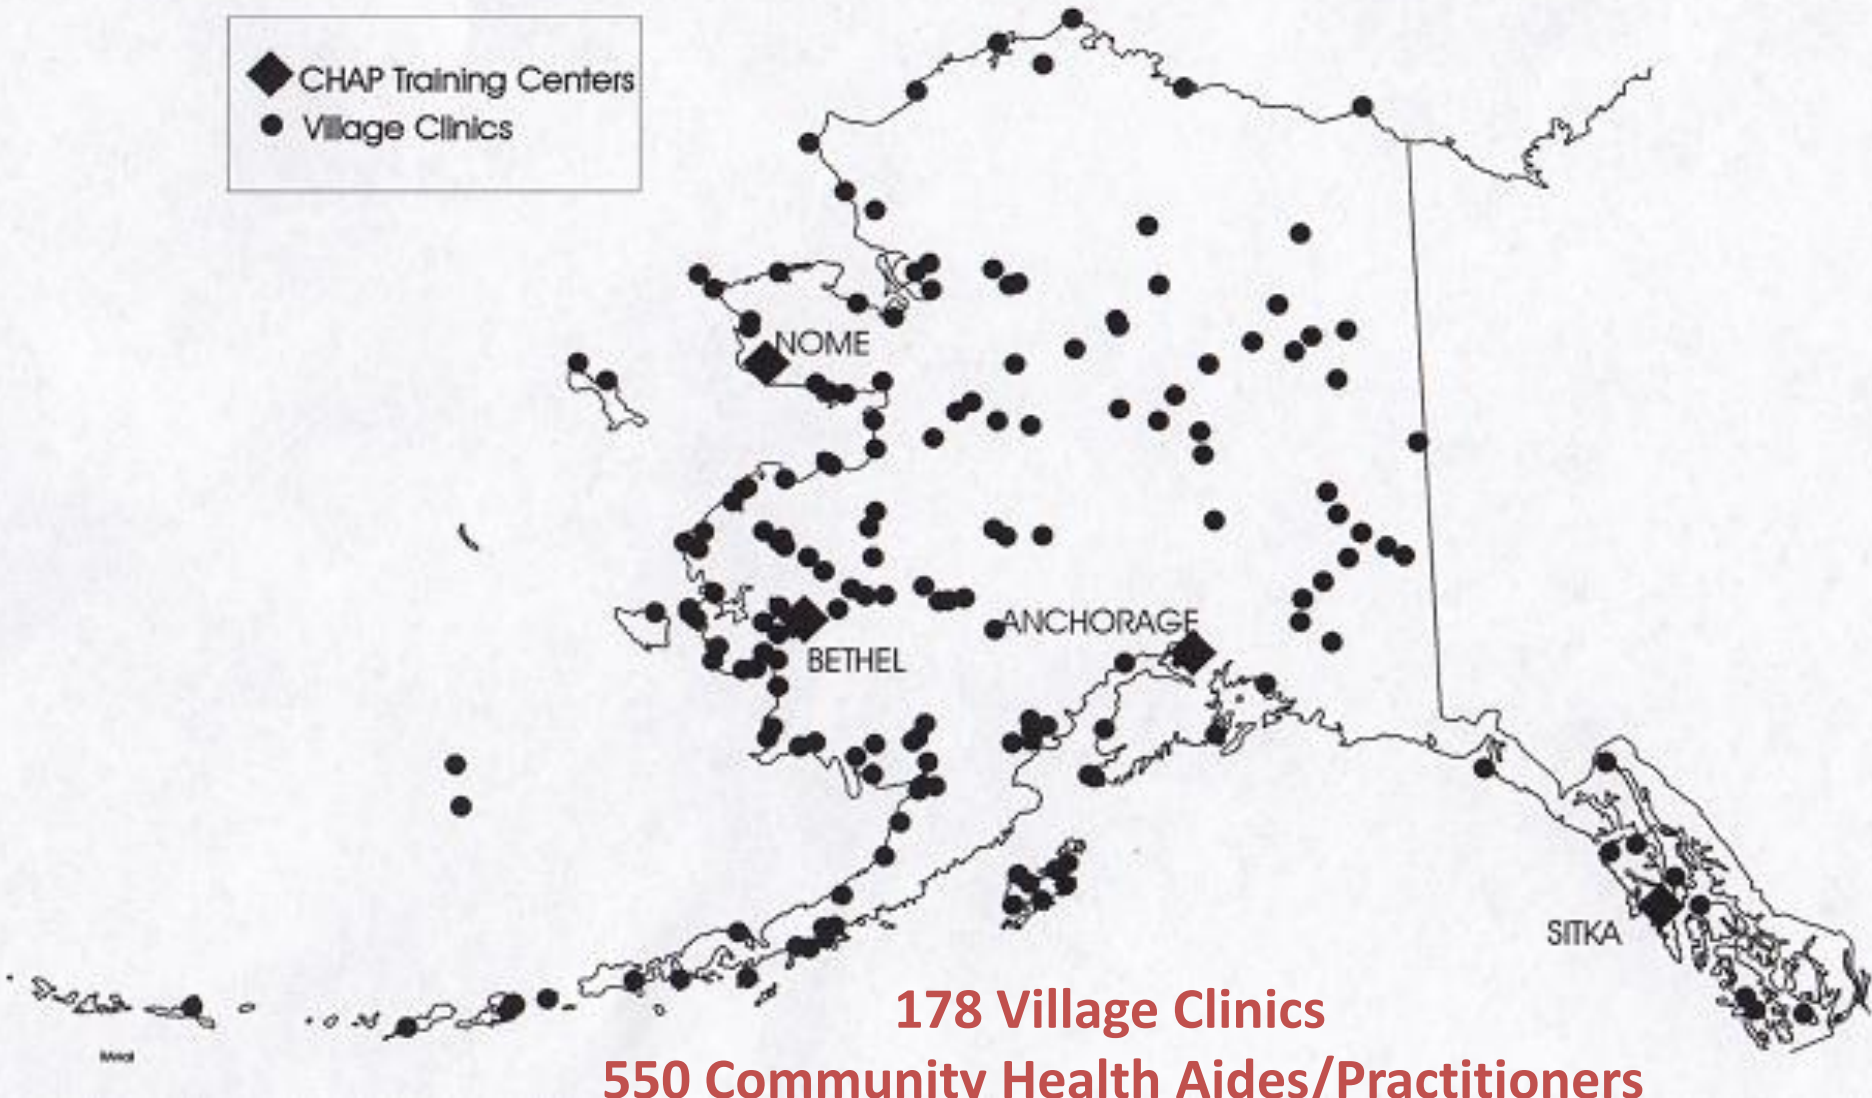 CHAP Training Centers
Village Clinics
NOME
ANCHORAGE
BETHEL
SITKA
178 Village Clinics
550 Community Health Aides/Practitioners